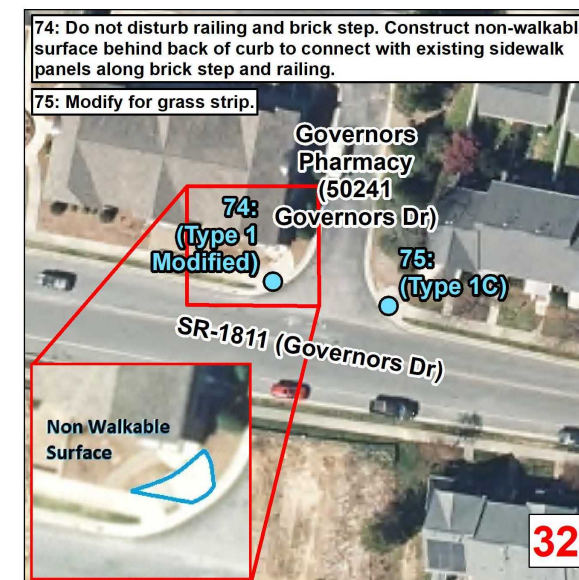 74: Do not disturb railing and brick step. Construct non-walkabl
surface behind back of curb to connect with existing sidewalk
panels along brick step and railing.
75: Modify for grass strip.
Governors
Pharmacy
(50241
Governors Dr)
74:
(Type 1
Modified)
75:
(Type 1C)
SR-1811 (Governors Dr)
Non Walkable
Surface
32